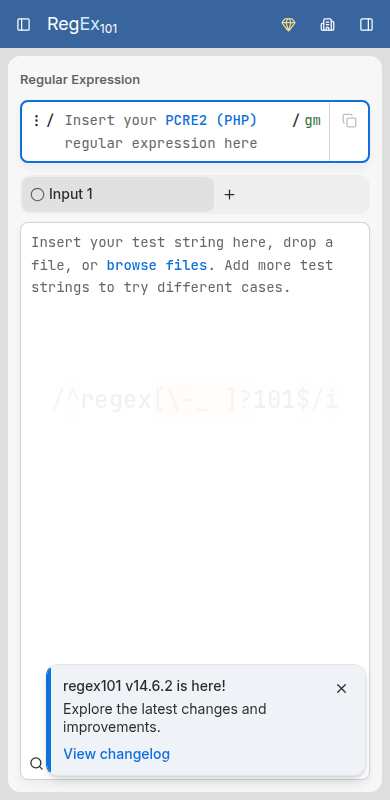 RegEx101
Regular Expression
/ Insert your PCRE2 (PHP) / gm
regular expression here
Input 1 +
Insert your test string here, drop a
file, or browse files. Add more test
strings to try different cases.
/^regex[\-_ ]?101$/i
regex101 v14.6.2 is here!
Explore the latest changes and
improvements.
View changelog